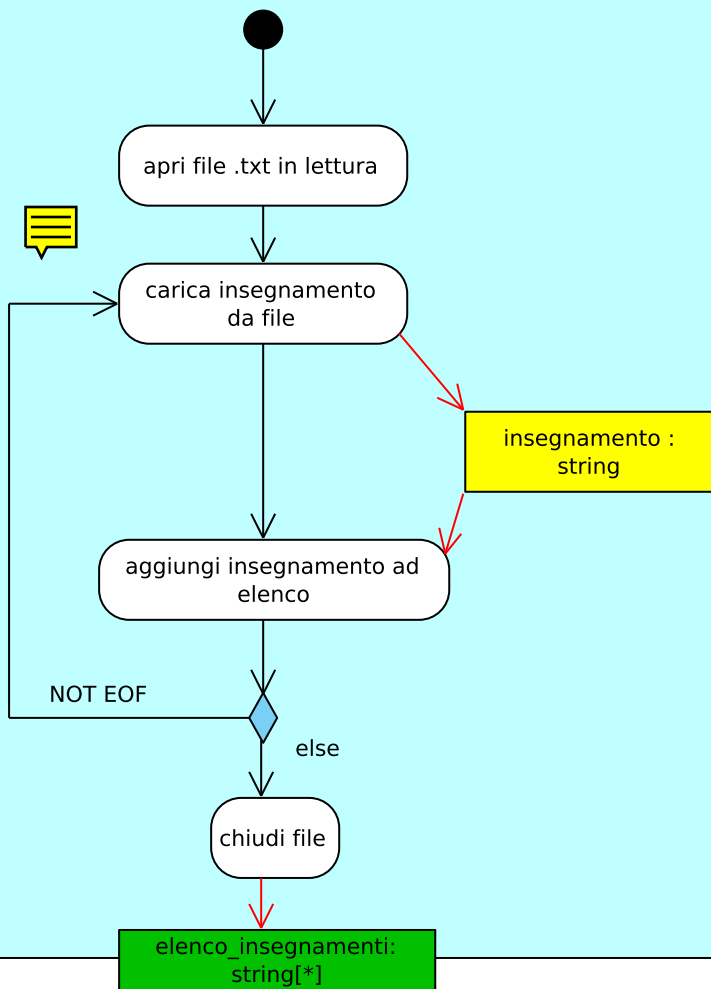 apri file .txt in lettura
carica insegnamento
da file
insegnamento :
string
aggiungi insegnamento ad
elenco
NOT EOF
else
chiudi file
elenco_insegnamenti:
string[*]